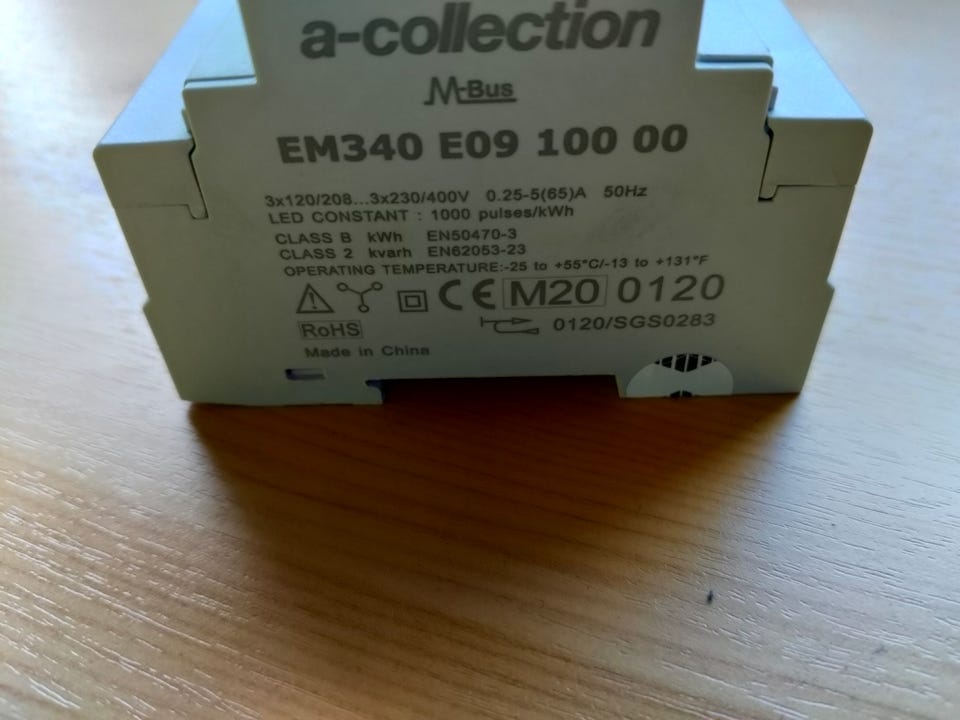 a-collection
M-Bus
EM340 E09 100 00
3x120/208...3x230/400V 0.25-5(65)A 50Hz
LED CONSTANT : 1000 pulses/kWh
CLASS B kWh EN50470-3
CLASS 2 kvarh EN62053-23
OPERATING TEMPERATURE:-25 to +55°C/-13 to +131°F
CE M20 0120
RoHS 0120/SGS0283
Made in China